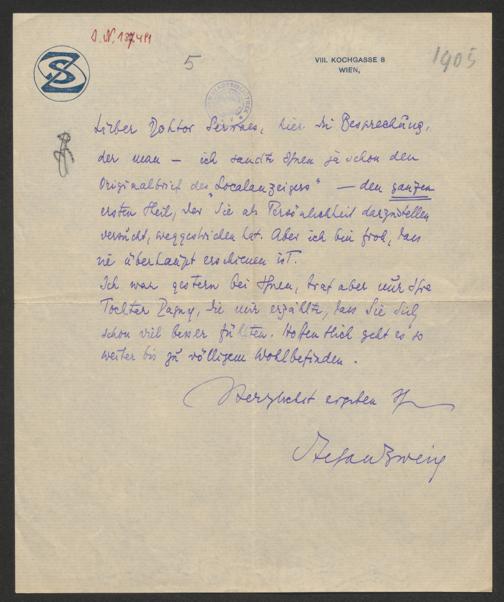 J. N. 137419
SZ
5
VIII. KOCHGASSE 8
WIEN,
1905
Lieber Doktor Servaes, hier die Besprechung,
der man — ich sandte Ihnen ja schon den
Originalbrief des „Localanzeigers" — den ganzen
ersten Theil, der Sie als Persönlichkeit darzustellen
versucht, weggestrichen hat. Aber ich bin froh, dass
sie überhaupt erschienen ist.
Ich war gestern bei Ihnen, traf aber nur Ihre
Tochter Dagny, die mir erzählte, dass Sie sich
schon viel besser fühlten. Hoffentlich geht es so
weiter bis zu völligem Wohlbefinden.
Herzlichst ergeben Ihr
Stefan Zweig